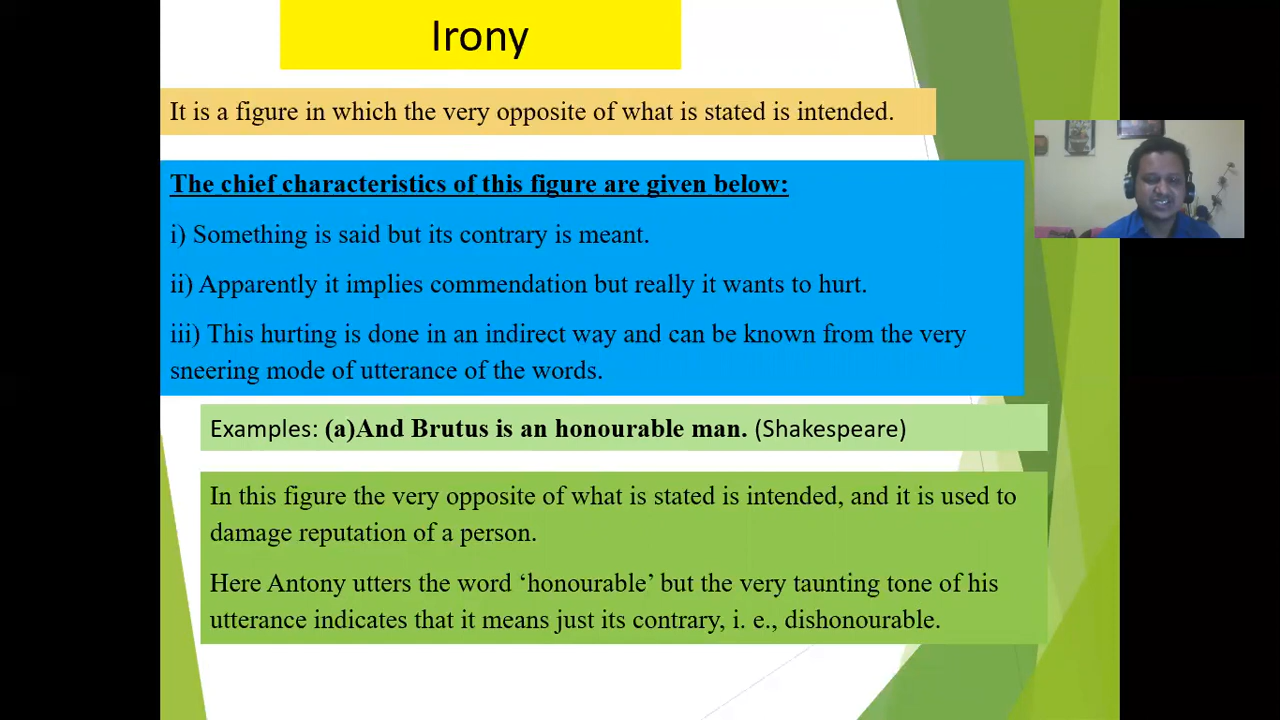 Irony
It is a figure in which the very opposite of what is stated is intended.
The chief characteristics of this figure are given below:
i) Something is said but its contrary is meant.
ii) Apparently it implies commendation but really it wants to hurt.
iii) This hurting is done in an indirect way and can be known from the very
sneering mode of utterance of the words.
Examples: (a)And Brutus is an honourable man. (Shakespeare)
In this figure the very opposite of what is stated is intended, and it is used to
damage reputation of a person.
Here Antony utters the word ‘honourable’ but the very taunting tone of his
utterance indicates that it means just its contrary, i. e., dishonourable.